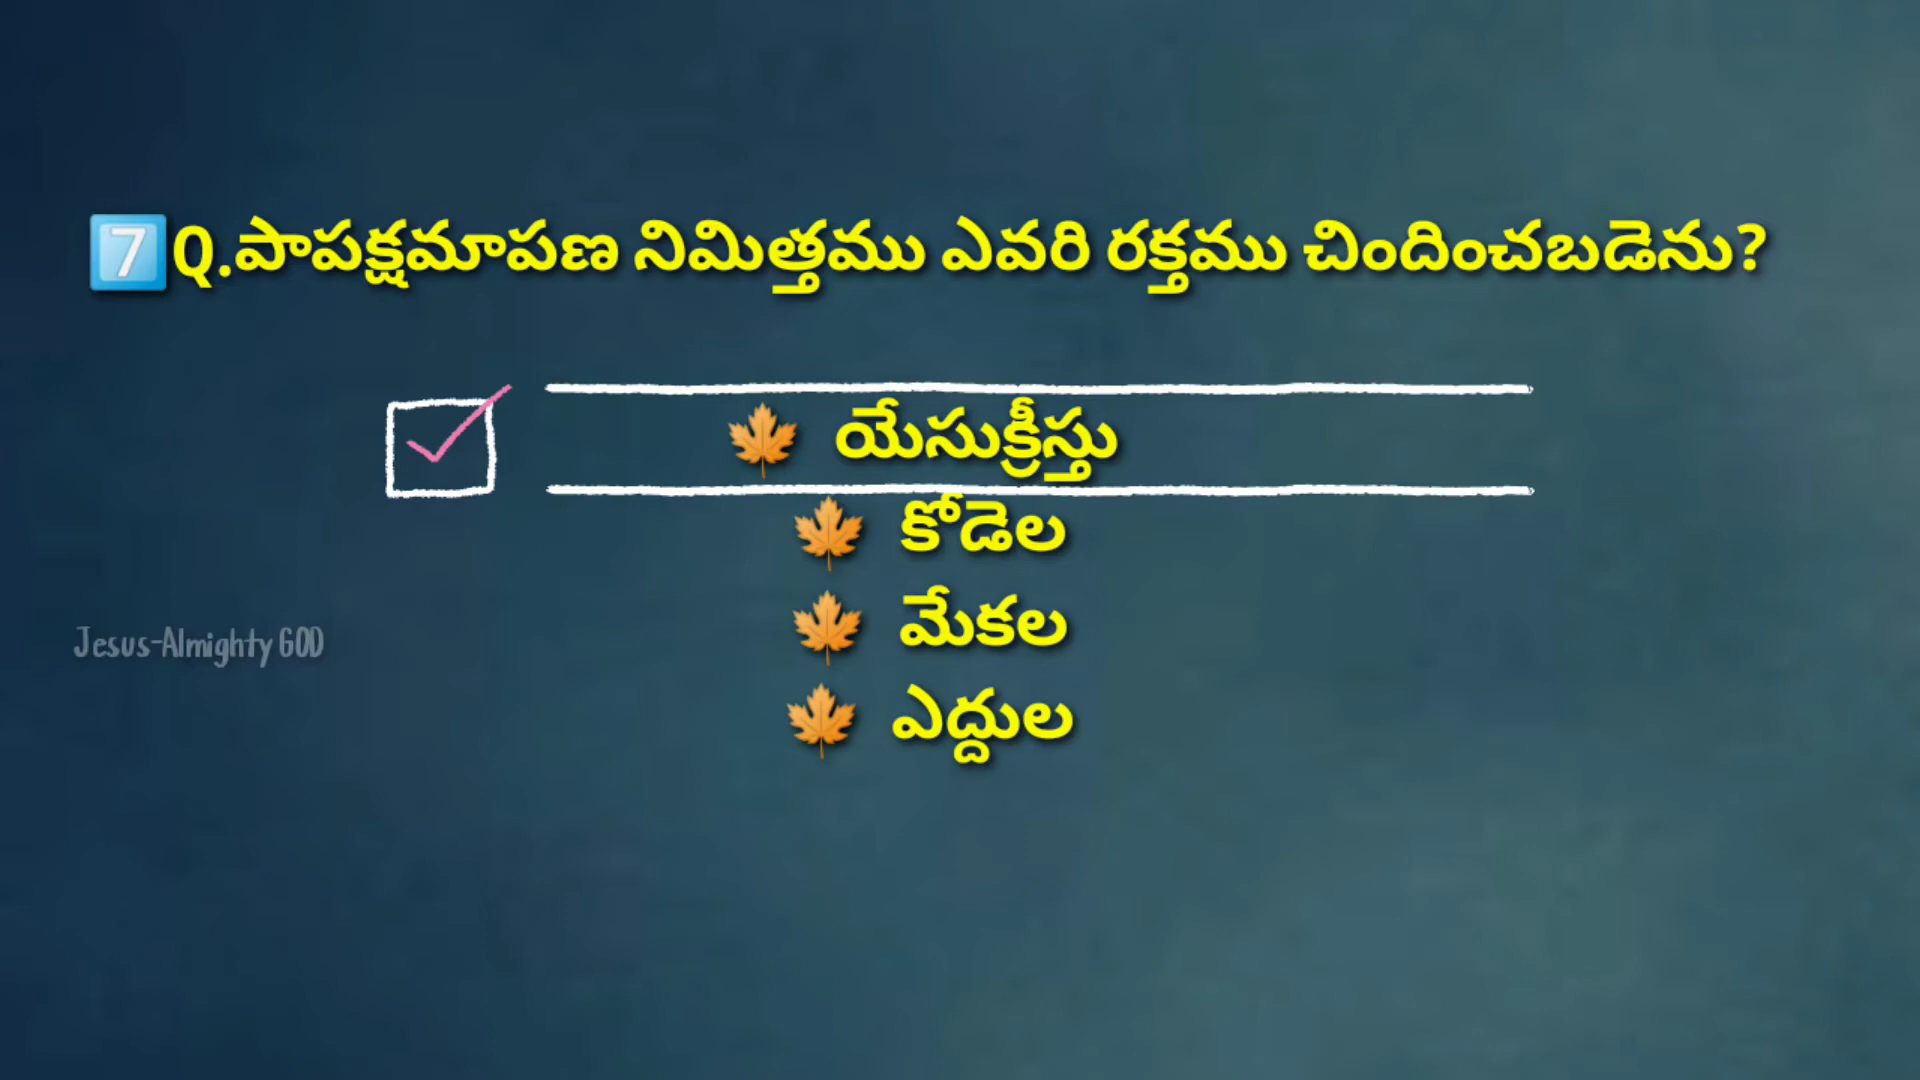 7️⃣Q.పాపక్షమాపణ నిమిత్తము ఎవరి రక్తము చిందించబడెను?
🍁 యేసుక్రీస్తు
🍁 కోడెల
🍁 మేకల
🍁 ఎద్దుల
Jesus-Almighty GOD